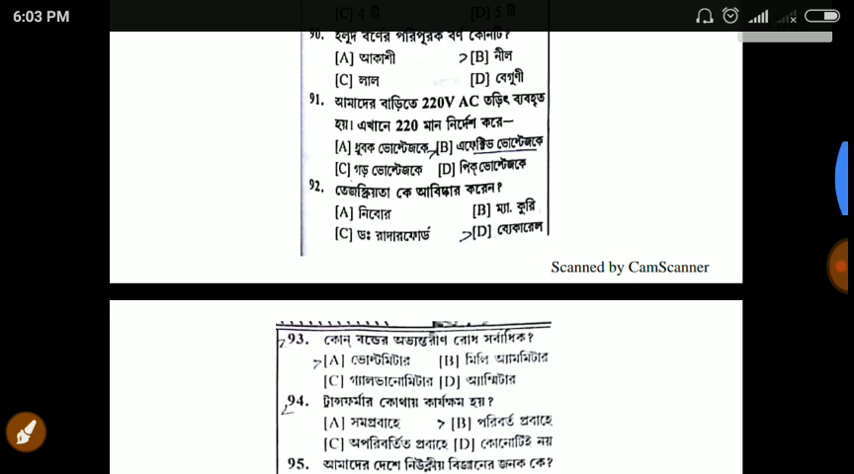 6:03 PM
[C] 4 টি [D] 5 টি
90. হলুদ বর্ণের পরিপূরক বর্ণ কোনটি?
[A] আকাশী >[B] নীল
[C] লাল [D] বেগুণী
91. আমাদের বাড়িতে 220V AC তড়িৎ ব্যবহৃত
হয়। এখানে 220 মান নির্দেশ করে—
[A] ধ্রুবক ভোল্টেজকে [B] এফেক্টিভ ভোল্টেজকে
[C] গড় ভোল্টেজকে [D] পিক্ ভোল্টেজকে
92. তেজস্ক্রিয়তা কে আবিষ্কার করেন?
[A] নিবোর [B] ম্যা. কুরি
[C] ডঃ রাদারফোর্ড >[D] বেকারেল
Scanned by CamScanner
93. কোন্ যন্ত্রের অভ্যন্তরীণ রোধ সর্বাধিক?
>[A] ভোল্টমিটার [B] মিলি অ্যামমিটার
[C] গ্যালভানোমিটার [D] অ্যামিটার
94. ট্রান্সফর্মার কোথায় কার্যক্ষম হয়?
[A] সমপ্রবাহে >[B] পরিবর্ত প্রবাহে
[C] অপরিবর্তিত প্রবাহে [D] কোনোটিই নয়
95. আমাদের দেশে নিউক্লীয় বিজ্ঞানের জনক কে?